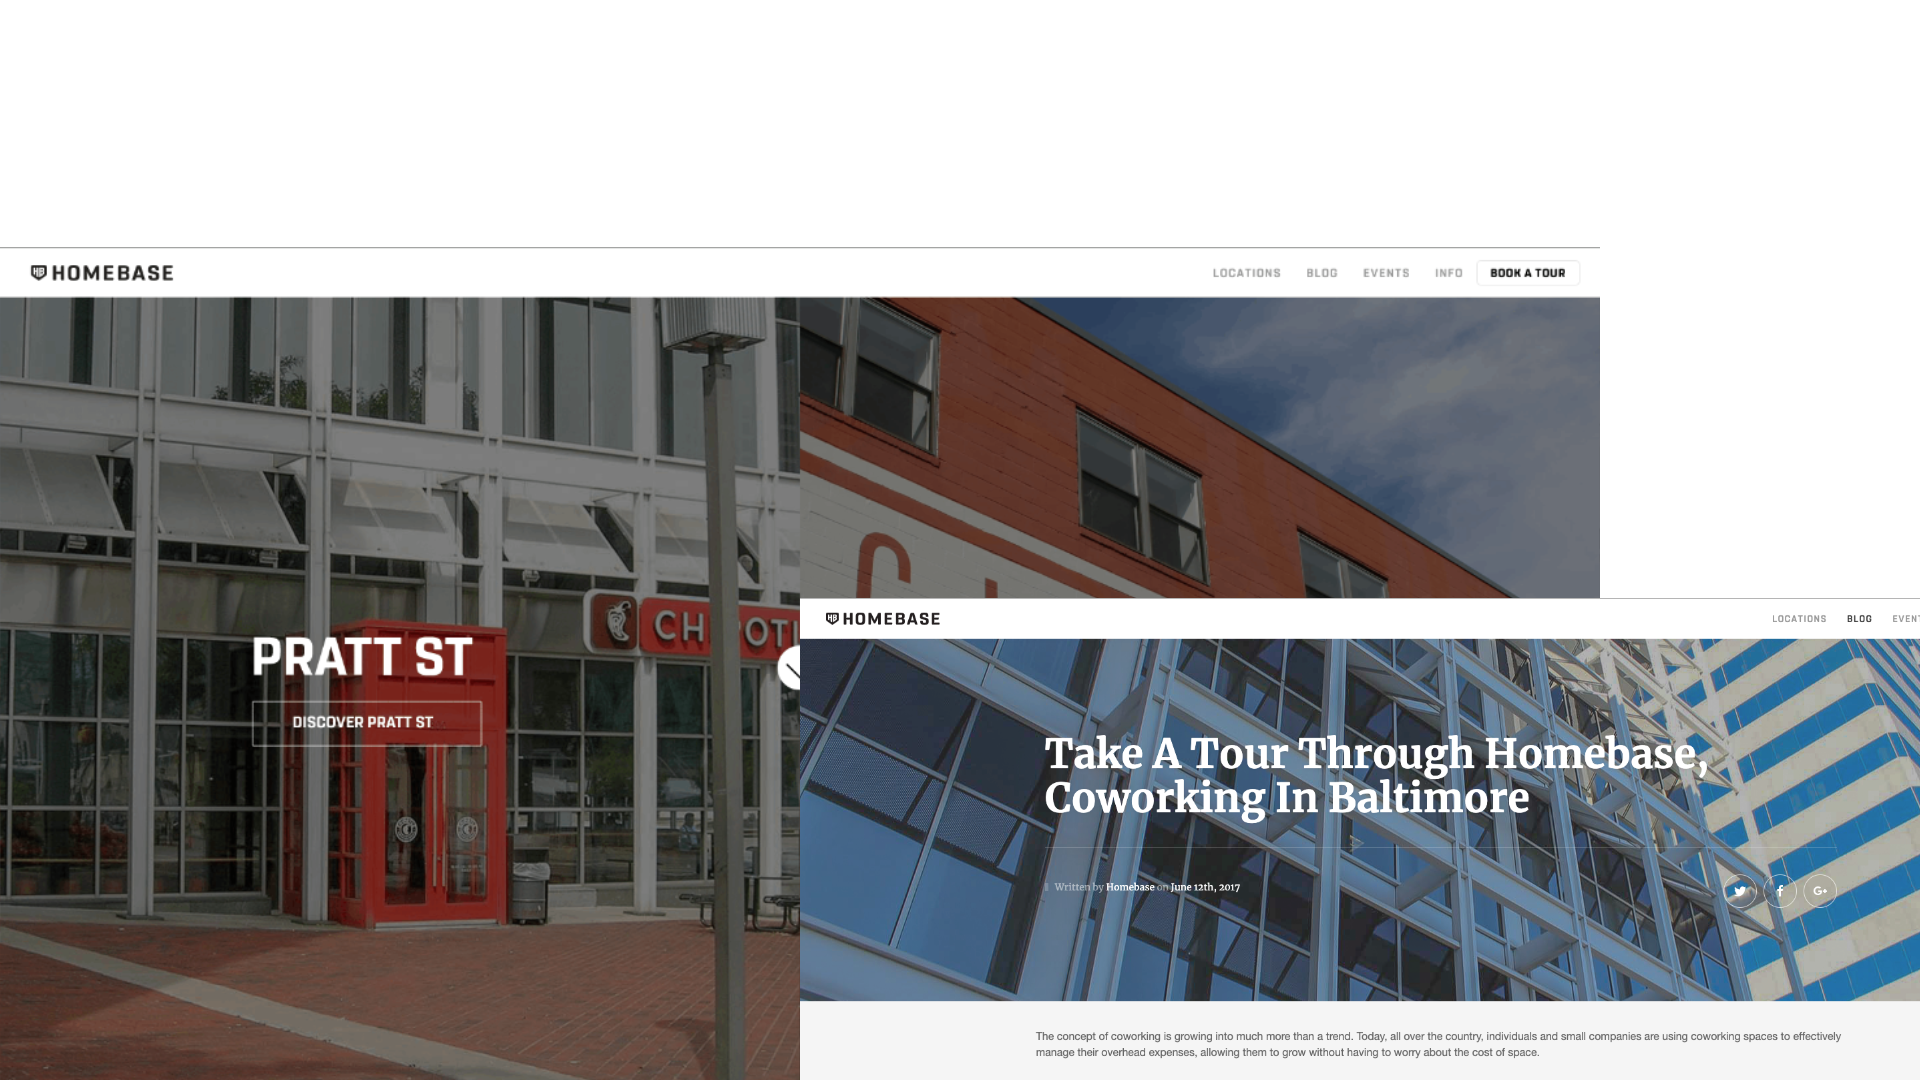 HB HOMEBASE
LOCATIONS BLOG EVENTS INFO BOOK A TOUR
CH
PRATT ST
DISCOVER PRATT ST
HB HOMEBASE
LOCATIONS BLOG
Take A Tour Through Homebase,
Coworking In Baltimore
Written by Homebase on June 12th, 2017
The concept of coworking is growing into much more than a trend. Today, all over the country, individuals and small companies are using coworking spaces to effectively
manage their overhead expenses, allowing them to grow without having to worry about the cost of space.